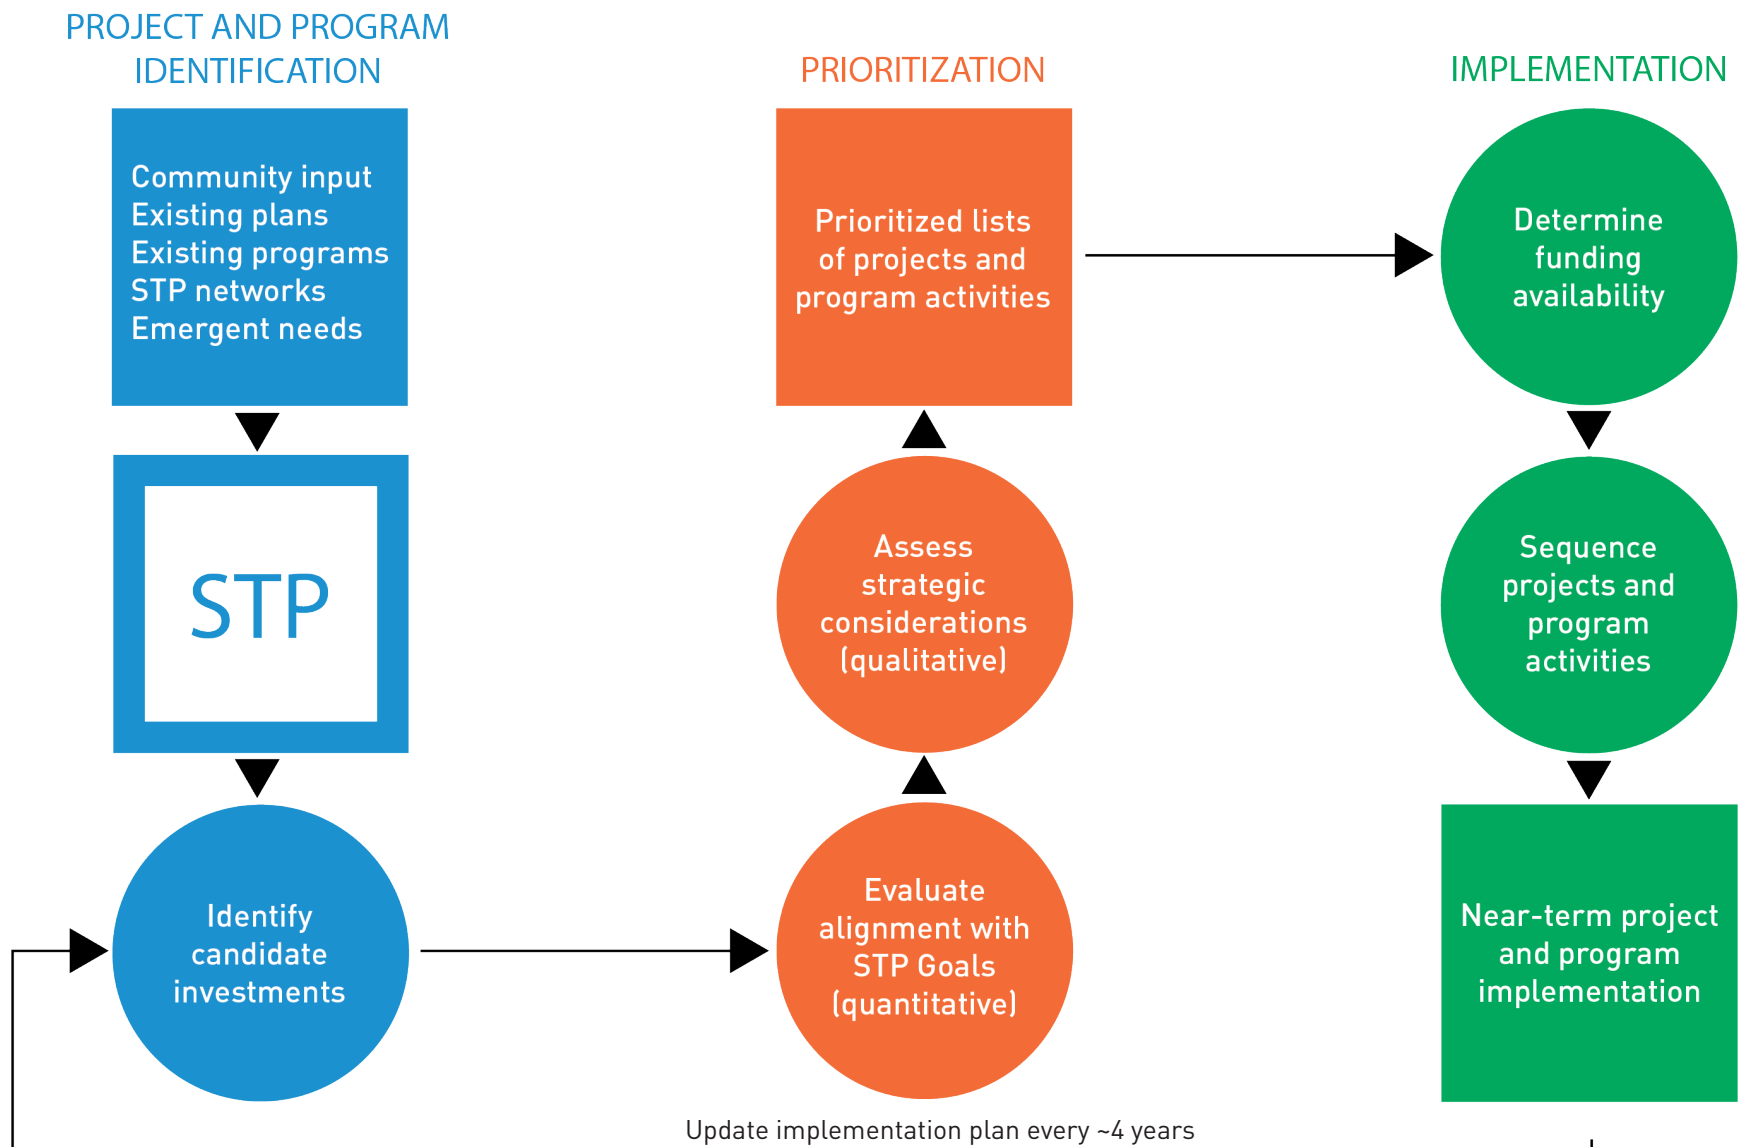 PROJECT AND PROGRAM
IDENTIFICATION
Community input
Existing plans
Existing programs
STP networks
Emergent needs
STP
Identify
candidate
investments
PRIORITIZATION
Prioritized lists
of projects and
program activities
Assess
strategic
considerations
(qualitative)
Evaluate
alignment with
STP Goals
(quantitative)
IMPLEMENTATION
Determine
funding
availability
Sequence
projects and
program
activities
Near-term project
and program
implementation
Update implementation plan every ~4 years